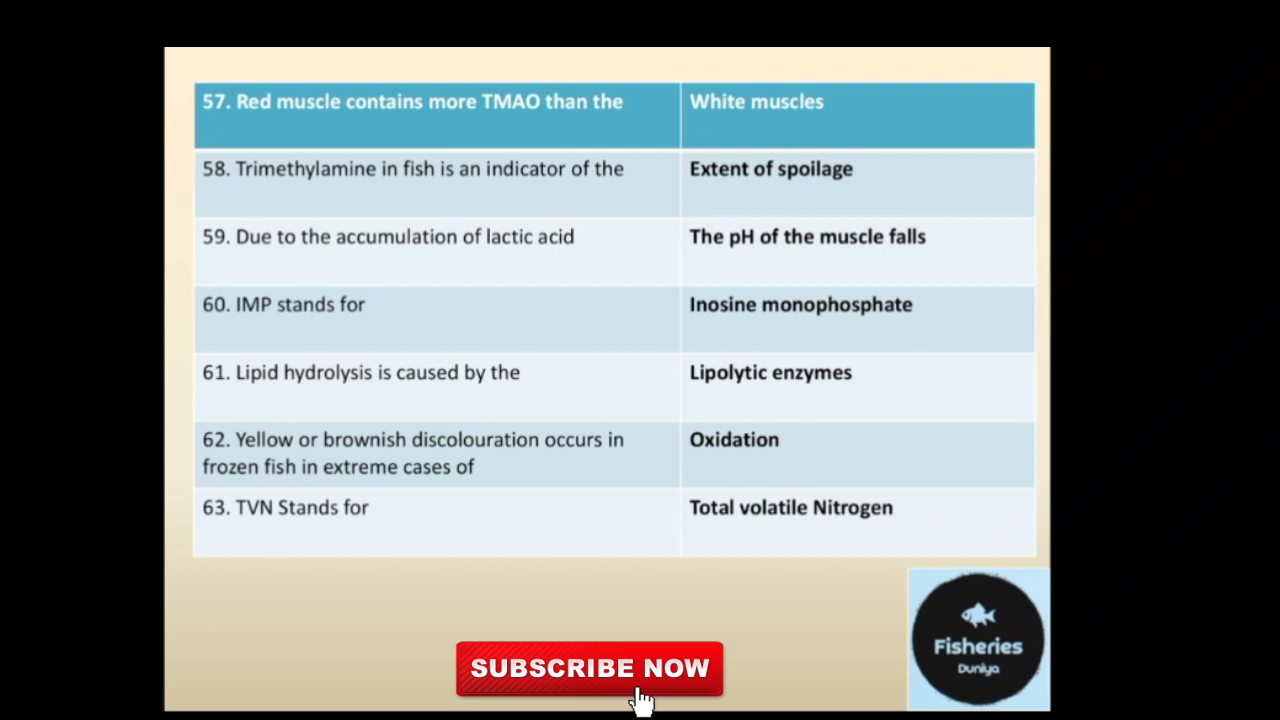 57. Red muscle contains more TMAO than the
White muscles
58. Trimethylamine in fish is an indicator of the
Extent of spoilage
59. Due to the accumulation of lactic acid
The pH of the muscle falls
60. IMP stands for
Inosine monophosphate
61. Lipid hydrolysis is caused by the
Lipolytic enzymes
62. Yellow or brownish discolouration occurs in
frozen fish in extreme cases of
Oxidation
63. TVN Stands for
Total volatile Nitrogen
Fisheries
Duniya
SUBSCRIBE NOW